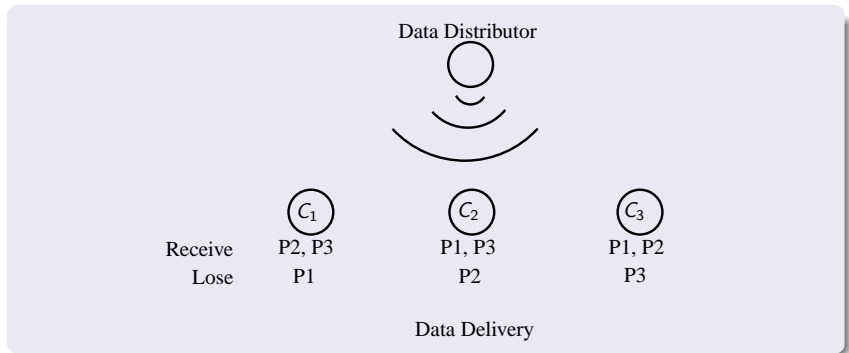 Data Distributor
C₁ C₂ C₃
Receive P2, P3 P1, P3 P1, P2
Lose P1 P2 P3
Data Delivery